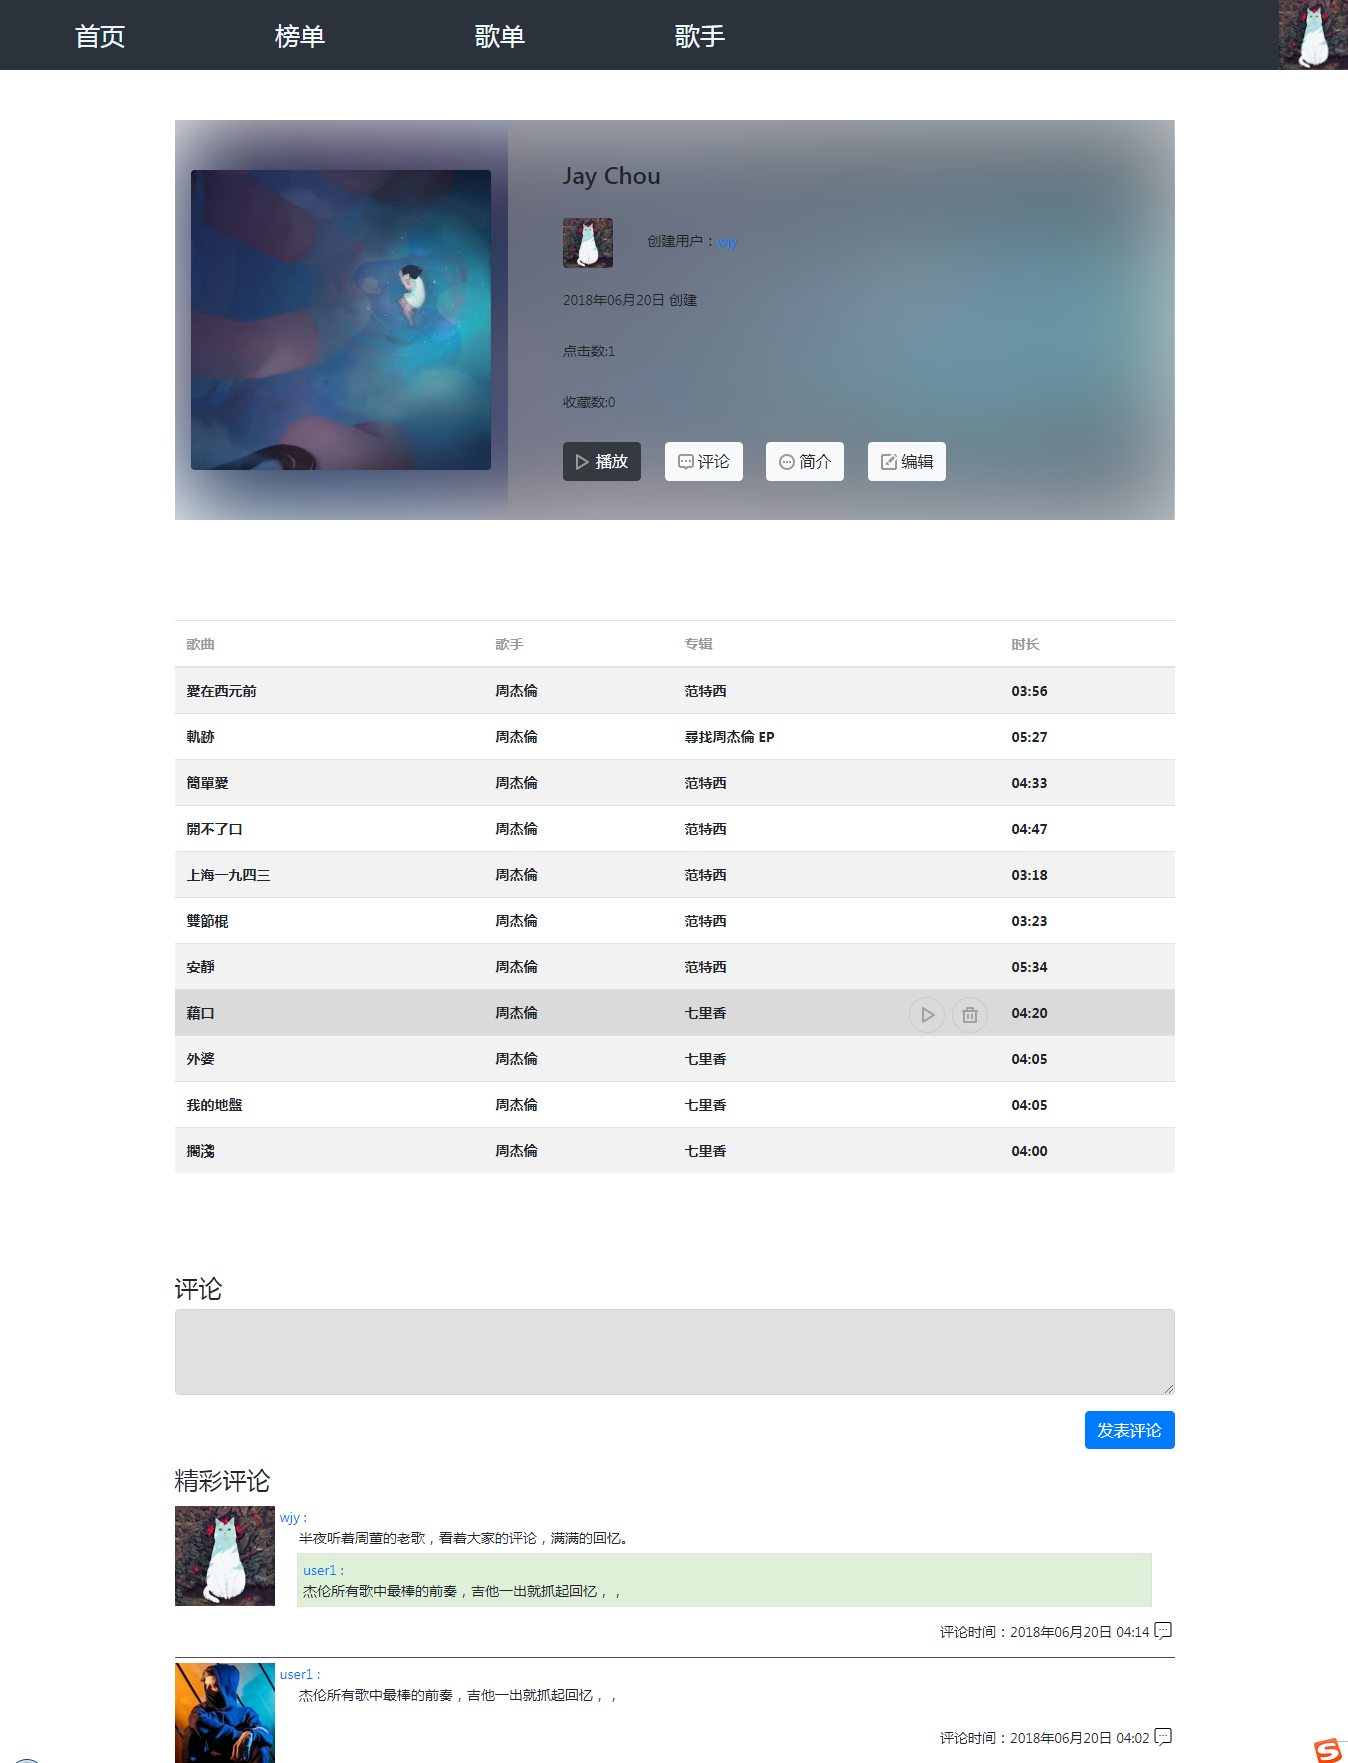 首页 榜单 歌单 歌手
Jay Chou
创建用户：wjy
2018年06月20日 创建
点击数:1
收藏数:0
播放 评论 简介 编辑
歌曲 歌手 专辑 时长
愛在西元前 周杰倫 范特西 03:56
軌跡 周杰倫 尋找周杰倫 EP 05:27
簡單愛 周杰倫 范特西 04:33
開不了口 周杰倫 范特西 04:47
上海一九四三 周杰倫 范特西 03:18
雙節棍 周杰倫 范特西 03:23
安靜 周杰倫 范特西 05:34
藉口 周杰倫 七里香 04:20
外婆 周杰倫 七里香 04:05
我的地盤 周杰倫 七里香 04:05
擱淺 周杰倫 七里香 04:00
评论
发表评论
精彩评论
wjy :
半夜听着周董的老歌，看着大家的评论，满满的回忆。
user1 :
杰伦所有歌中最棒的前奏，吉他一出就抓起回忆，，
评论时间：2018年06月20日 04:14
user1 :
杰伦所有歌中最棒的前奏，吉他一出就抓起回忆，，
评论时间：2018年06月20日 04:02